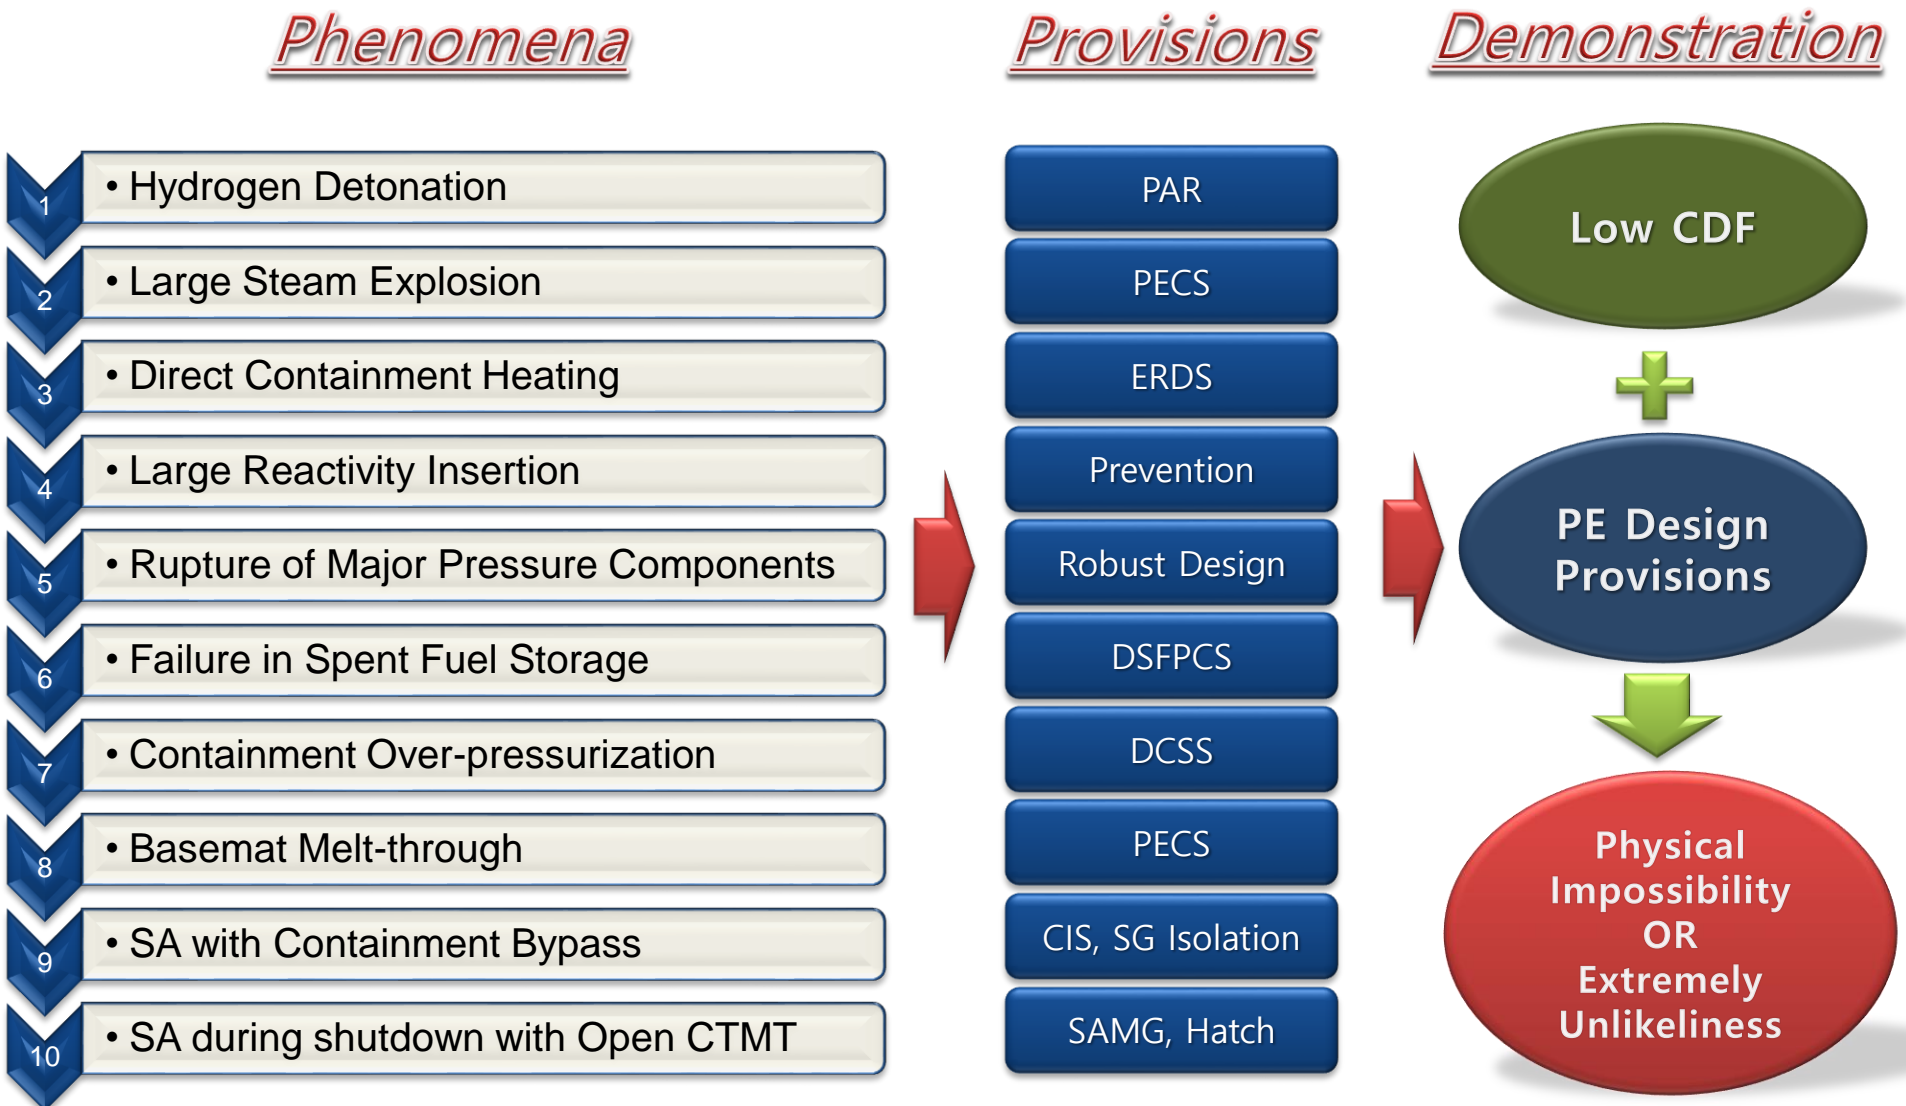 Phenomena
Provisions
Demonstration
1
• Hydrogen Detonation
2
• Large Steam Explosion
3
• Direct Containment Heating
4
• Large Reactivity Insertion
5
• Rupture of Major Pressure Components
6
• Failure in Spent Fuel Storage
7
• Containment Over-pressurization
8
• Basemat Melt-through
9
• SA with Containment Bypass
10
• SA during shutdown with Open CTMT
PAR
PECS
ERDS
Prevention
Robust Design
DSFPCS
DCSS
PECS
CIS, SG Isolation
SAMG, Hatch
Low CDF
PE Design
Provisions
Physical
Impossibility
OR
Extremely
Unlikeliness